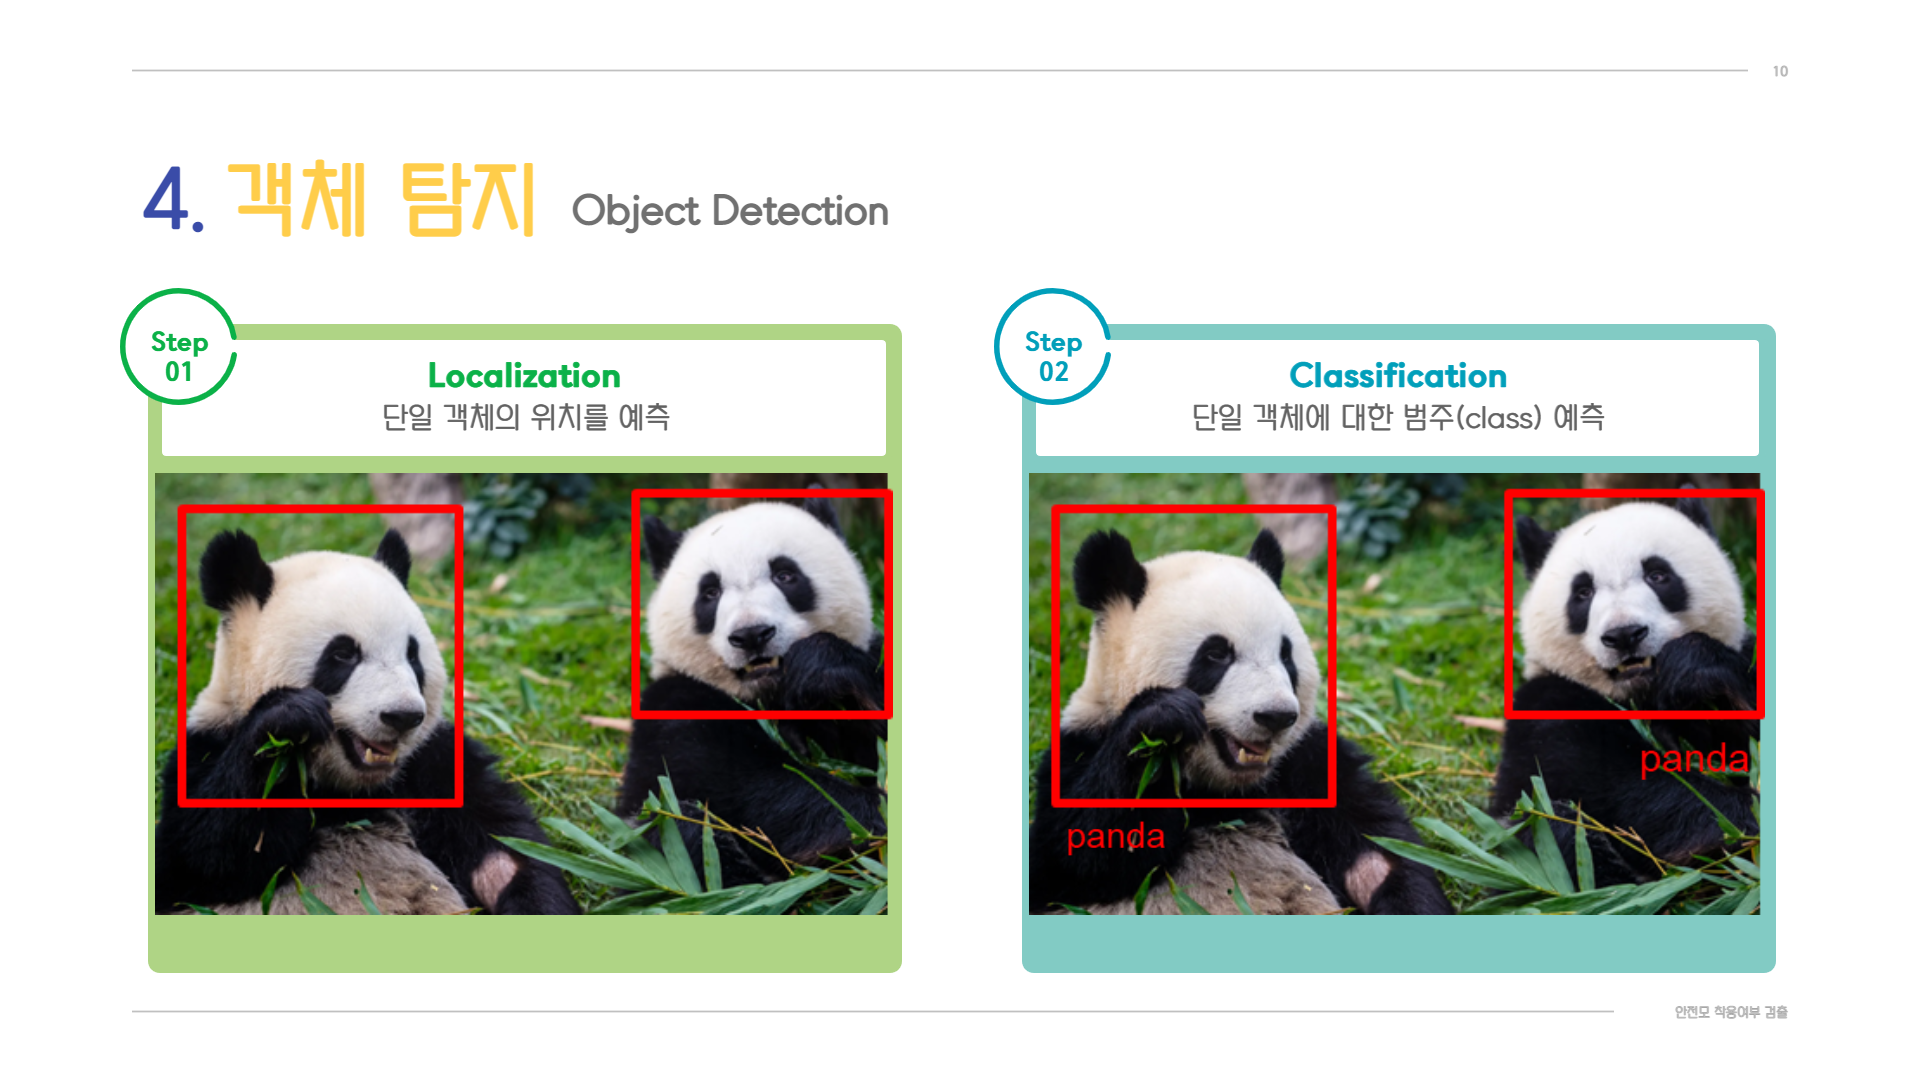 10
4. 객체 탐지 Object Detection
Step
01
Localization
단일 객체의 위치를 예측
Step
02
Classification
단일 객체에 대한 범주(class) 예측
panda
panda
안전모 착용여부 검출